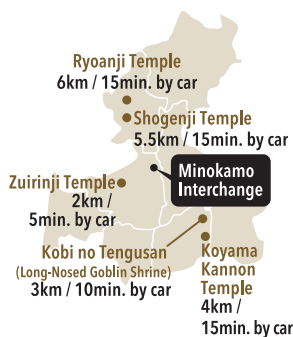 Ryoanji Temple
6km / 15min. by car
Shogenji Temple
5.5km / 15min. by car
Minokamo
Interchange
Zuirinji Temple
2km /
5min. by car
Kobi no Tengusan
(Long-Nosed Goblin Shrine)
3km / 10min. by car
Koyama
Kannon
Temple
4km /
15min. by car